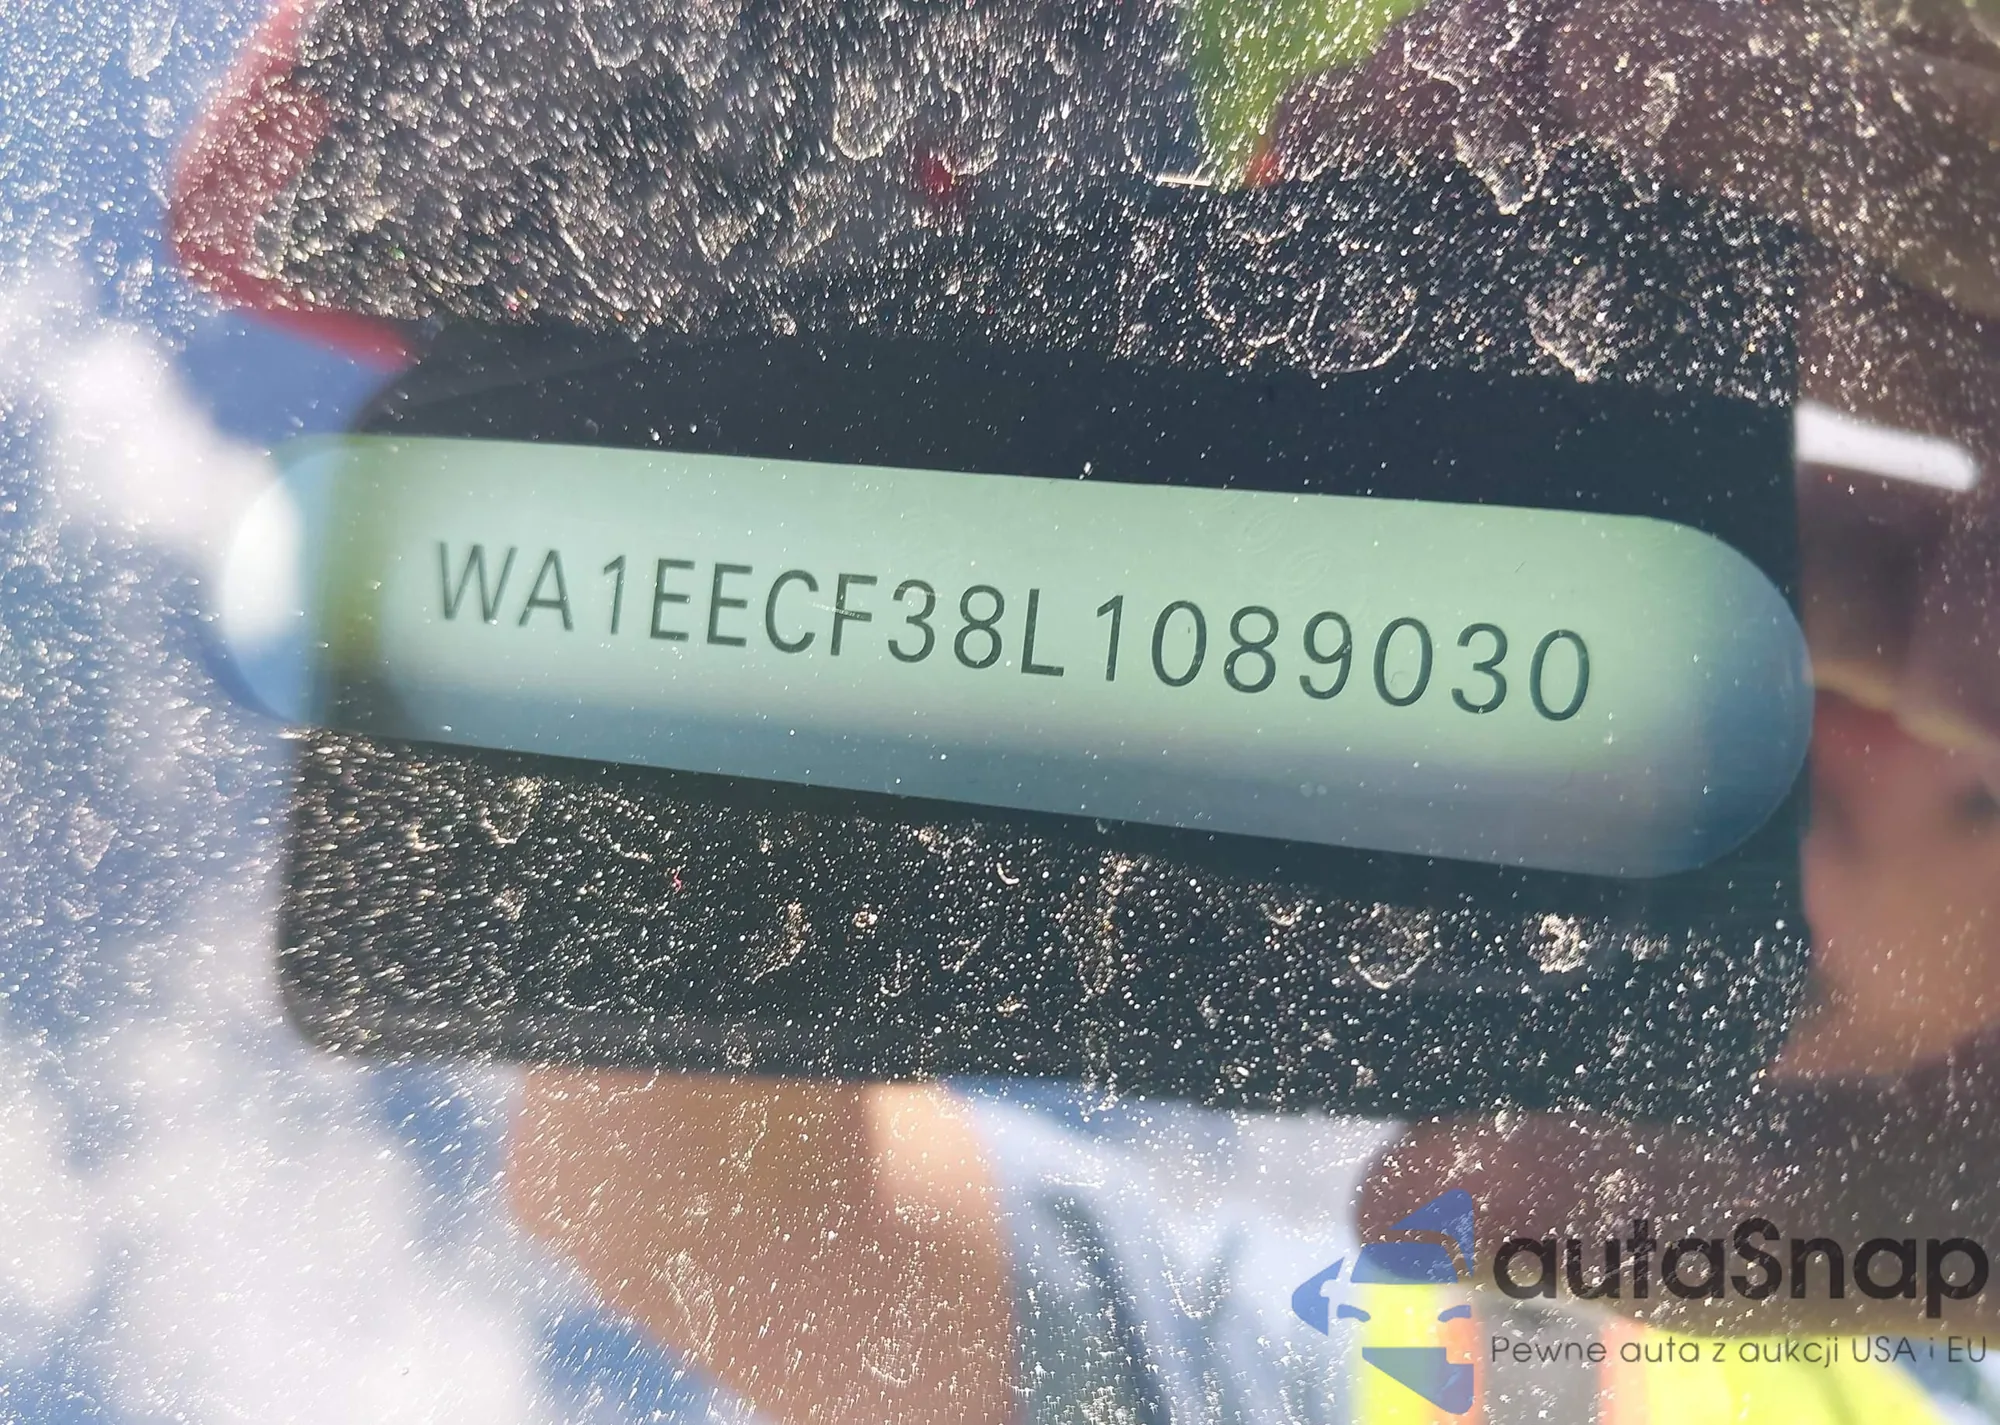 WA1EECF38L1089030
autaSnap
Pewne auta z aukcji USA i EU